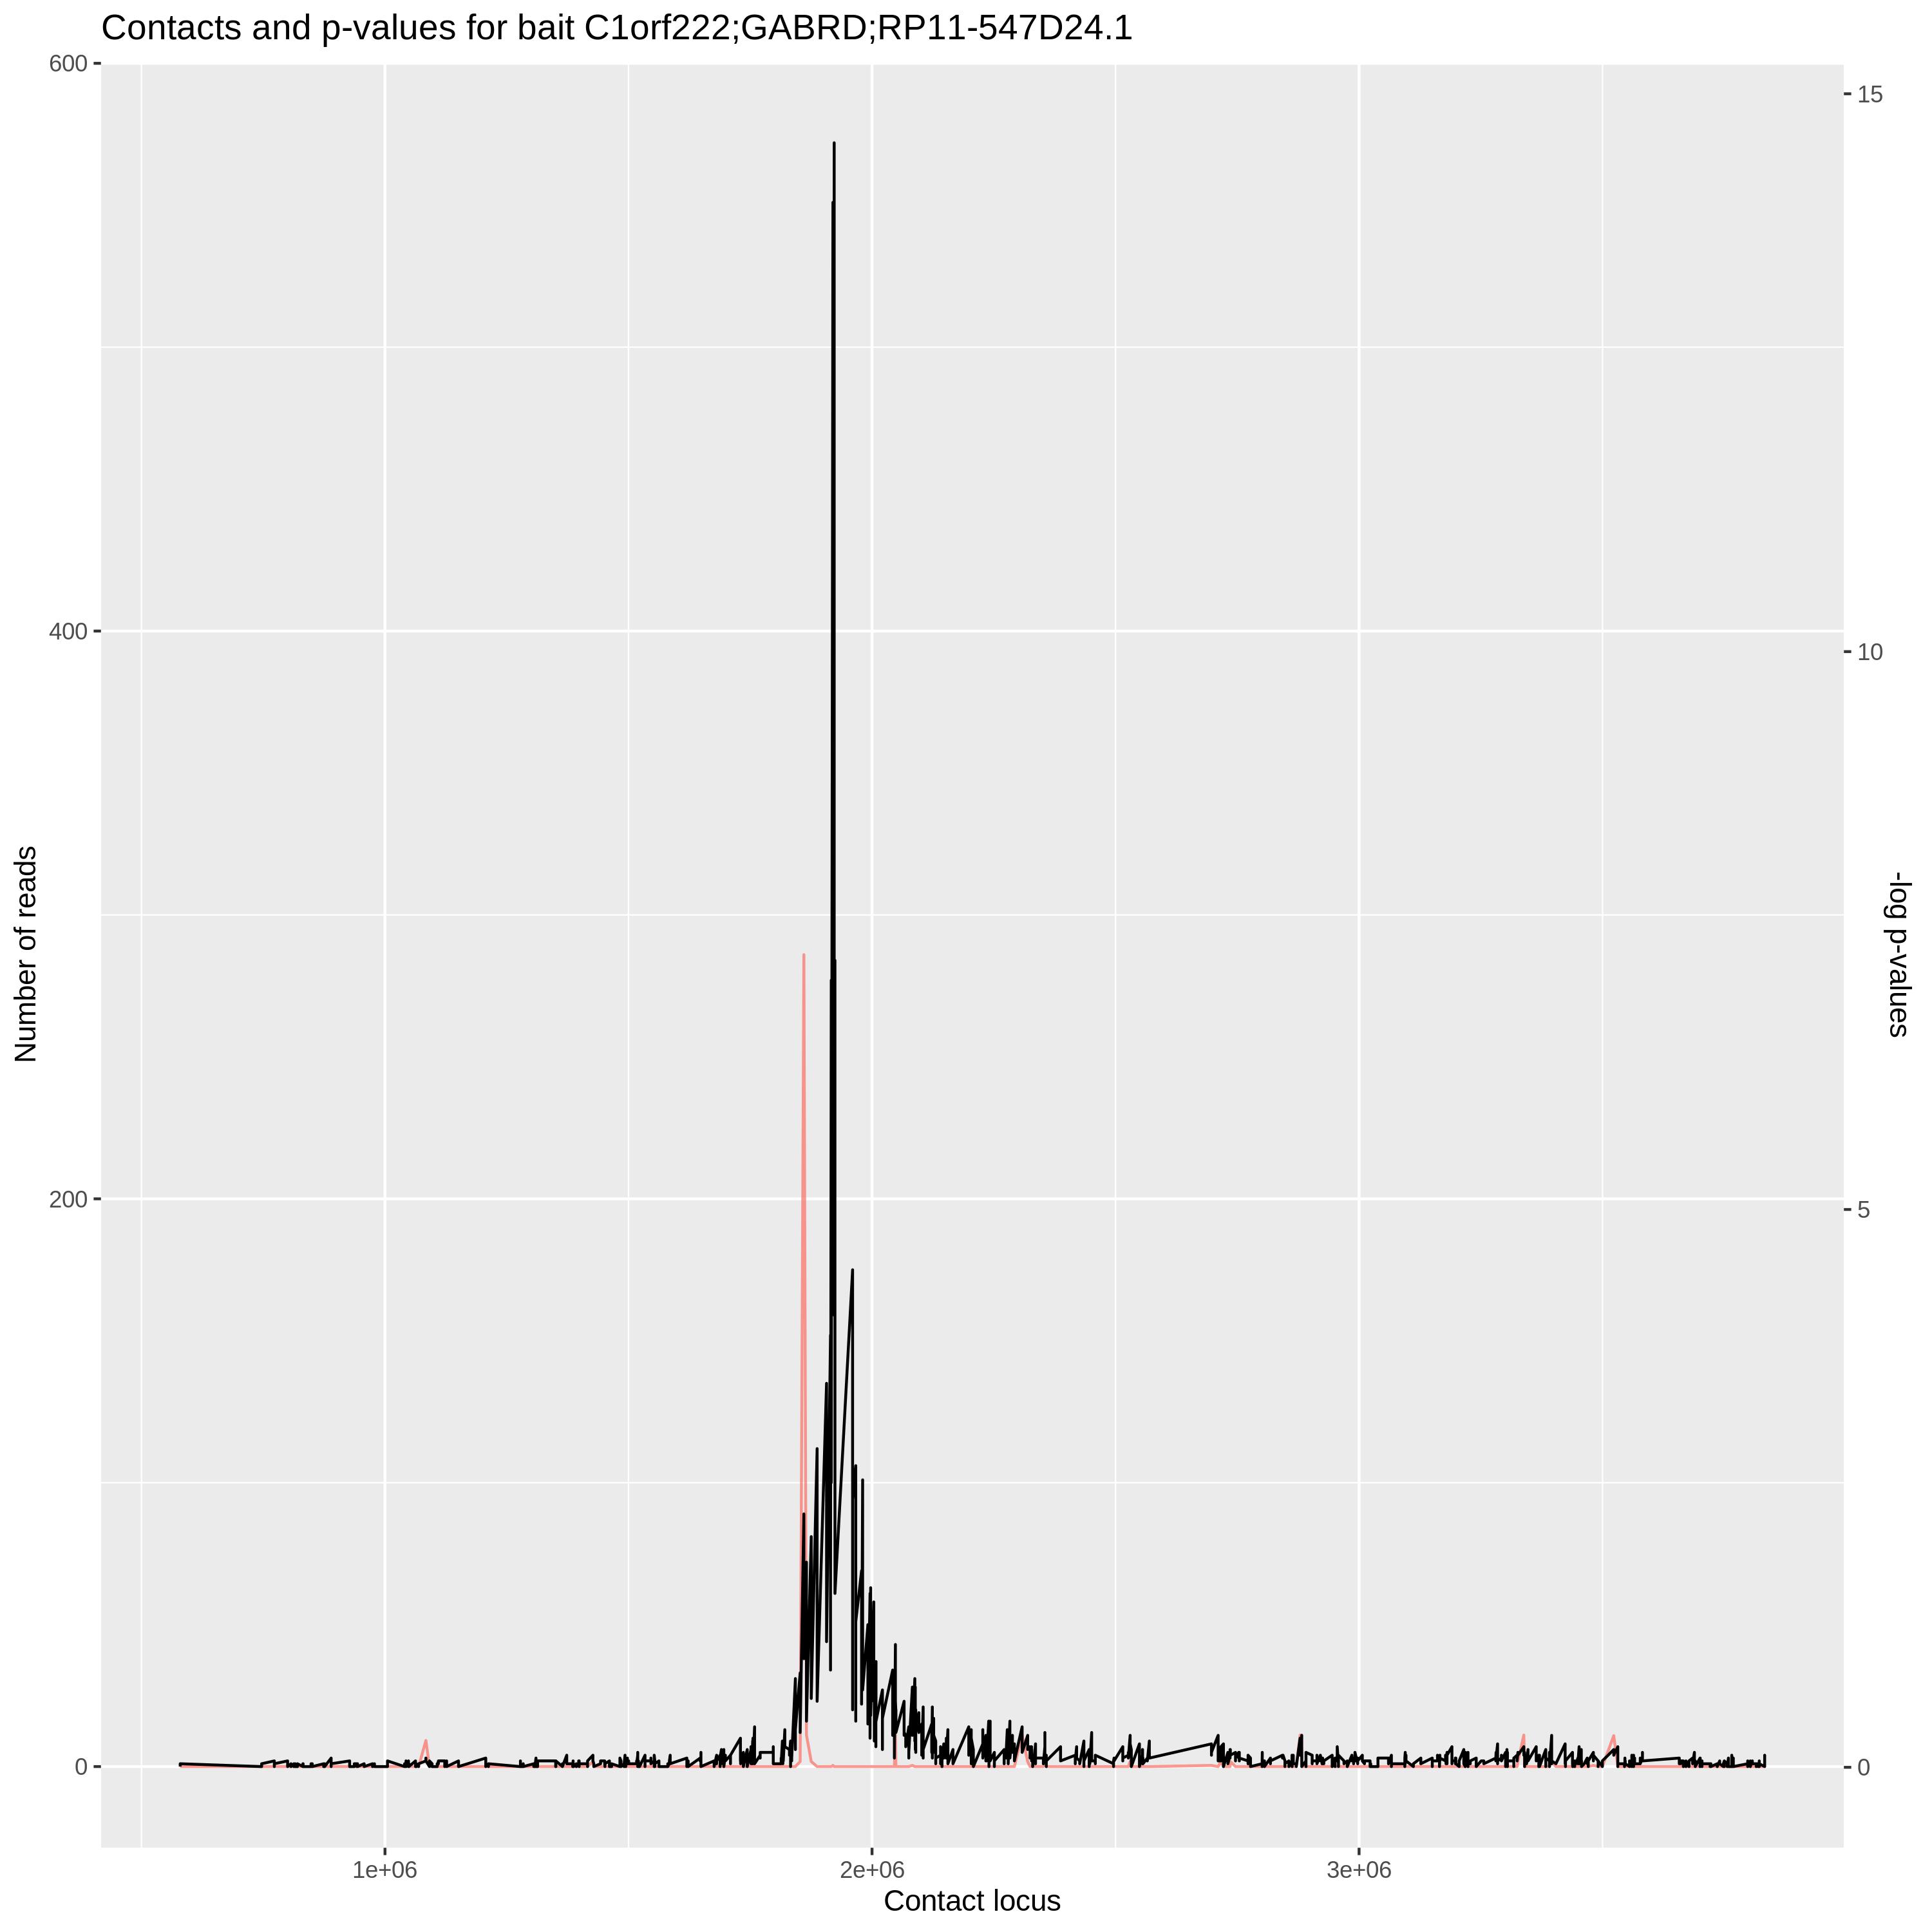 Contacts and p-values for bait C1orf222;GABRD;RP11-547D24.1
600
400
200
0
Number of reads
15
10
5
0
-log p-values
1e+06
2e+06
3e+06
Contact locus